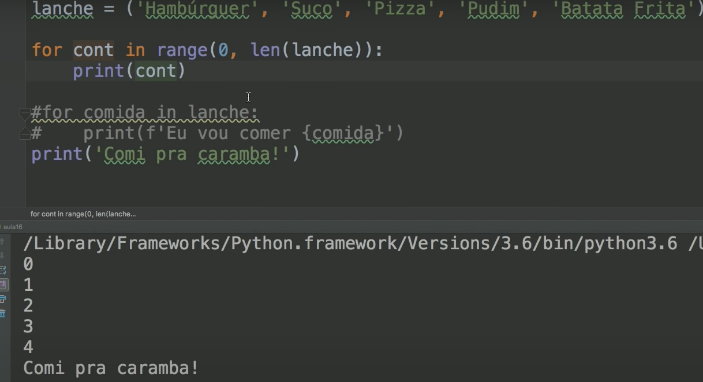 lanche = ('Hambúrguer', 'Suco', 'Pizza', 'Pudim', 'Batata Frita')
for cont in range(0, len(lanche)):
    print(cont)
#for comida in lanche:
#    print(f'Eu vou comer {comida}')
print('Comi pra caramba!')
for cont in range(0, len(lanche...
aula16
/Library/Frameworks/Python.framework/Versions/3.6/bin/python3.6 /U
0
1
2
3
4
Comi pra caramba!